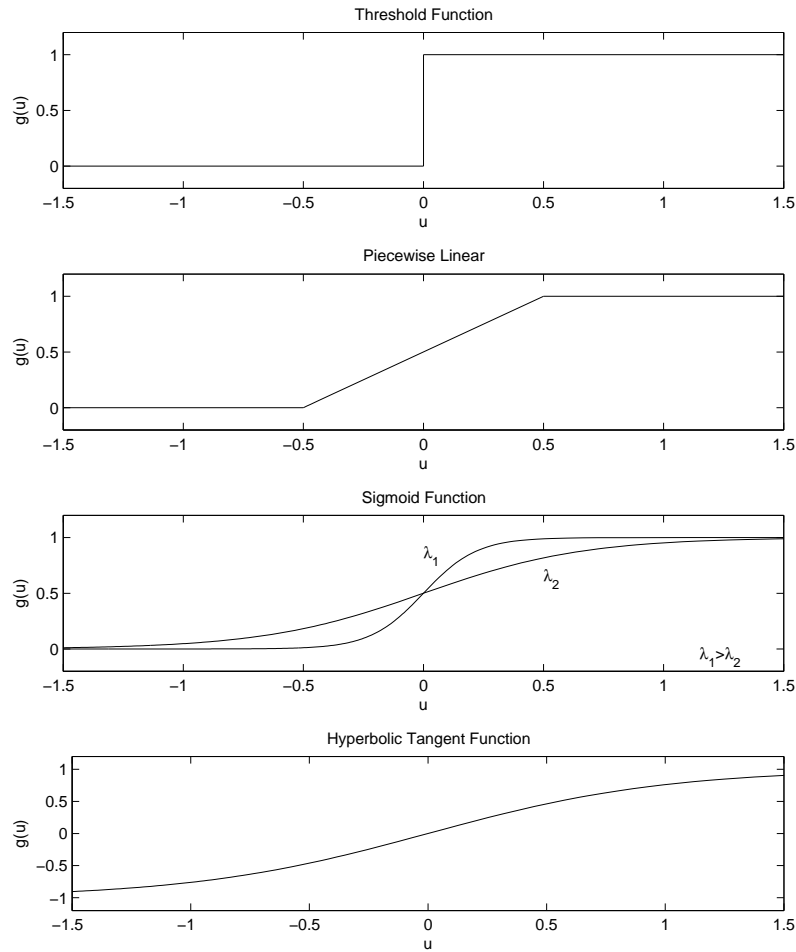 Threshold Function
1
0.5
0
g(u)
−1.5 −1 −0.5 0 0.5 1 1.5
u
Piecewise Linear
1
0.5
0
g(u)
−1.5 −1 −0.5 0 0.5 1 1.5
u
Sigmoid Function
1
0.5
0
g(u)
λ1
λ2
λ1>λ2
−1.5 −1 −0.5 0 0.5 1 1.5
u
Hyperbolic Tangent Function
1
0.5
0
−0.5
−1
g(u)
−1.5 −1 −0.5 0 0.5 1 1.5
u